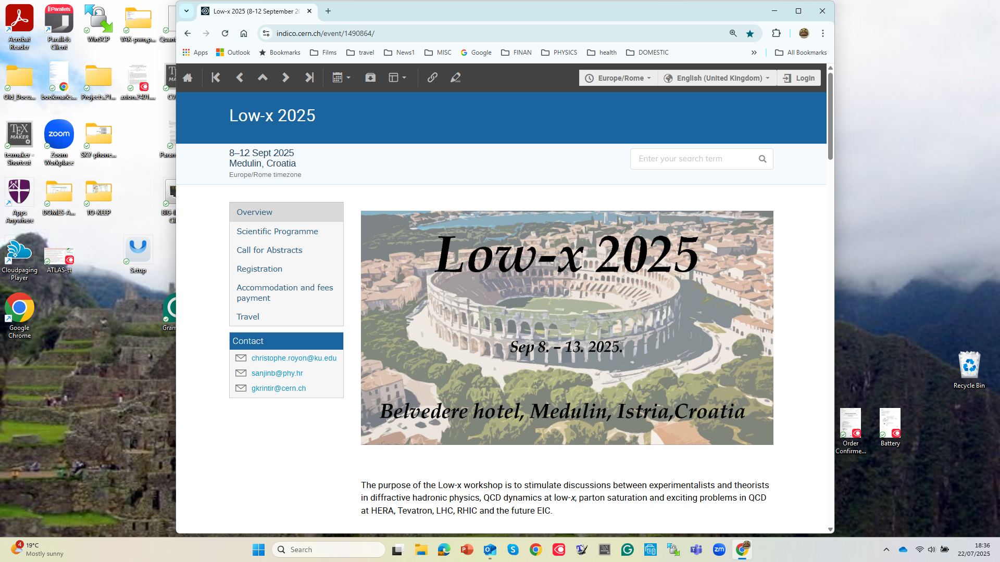 Low-x 2025 (8-12 September 20
indico.cern.ch/event/1490864/
Apps
Outlook
Bookmarks
Films
travel
News1
MISC
Google
FINAN
PHYSICS
health
DOMESTIC
»
All Bookmarks
Europe/Rome
English (United Kingdom)
Login
Low-x 2025
8–12 Sept 2025
Medulin, Croatia
Europe/Rome timezone
Enter your search term
Overview
Scientific Programme
Call for Abstracts
Registration
Accommodation and fees
payment
Travel
Contact
christophe.royon@ku.edu
sanjinb@phy.hr
gkrintir@cern.ch
Low-x 2025
Sep 8. – 13. 2025.
Belvedere hotel, Medulin, Istria,Croatia
The purpose of the Low-x workshop is to stimulate discussions between experimentalists and theorists
in diffractive hadronic physics, QCD dynamics at low-x, parton saturation and exciting problems in QCD
at HERA, Tevatron, LHC, RHIC and the future EIC.
Acrobat
Reader
Parallels
Parallels
Client
WinSCP
VAK-pwn,p...
Quant
Old_Docu...
bookmarks...
Projects.21...
axion.2401....
CV
TEX
MAKER
texmaker -
Shortcut
zoom
Zoom
Workplace
SKY-phone...
Param
Apps
Anywhere
DOMES-A...
TO-KEEP
BIG-I
Cli
Cloudpaging
Player
ATLAS-tt
Setup
Google
Chrome
Gram
Recycle Bin
Order
Confirme...
Battery
4
19°C
Mostly sunny
Search
zm
18:36
22/07/2025